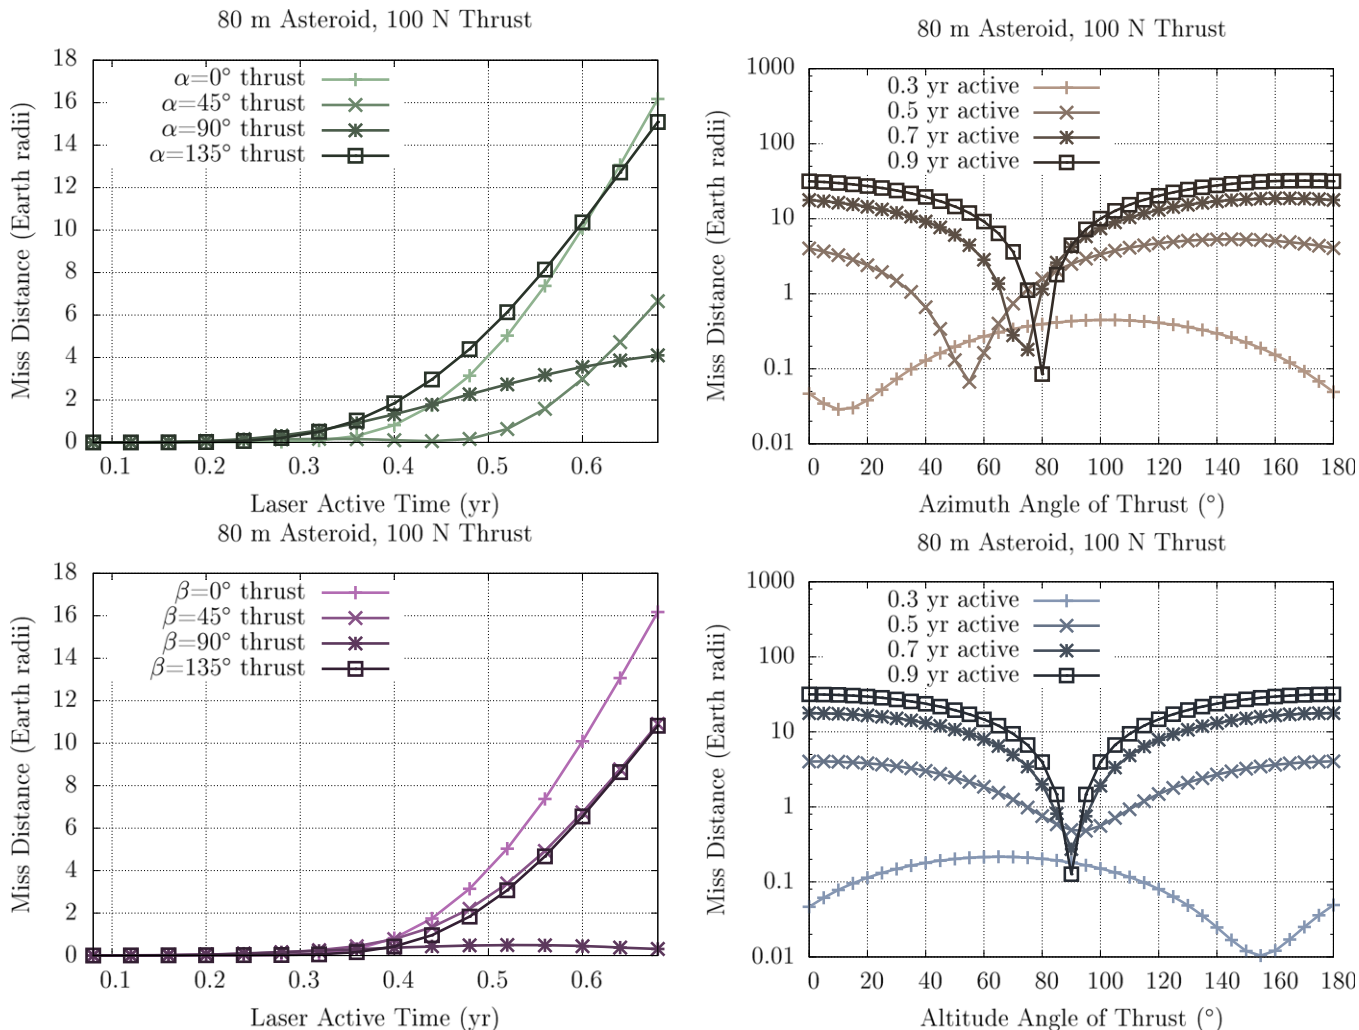 80 m Asteroid, 100 N Thrust
Miss Distance (Earth radii)
18
16
14
12
10
8
6
4
2
0
α=0° thrust
α=45° thrust
α=90° thrust
α=135° thrust
0.1 0.2 0.3 0.4 0.5 0.6
Laser Active Time (yr)
80 m Asteroid, 100 N Thrust
Miss Distance (Earth radii)
1000
100
10
1
0.1
0.01
0.3 yr active
0.5 yr active
0.7 yr active
0.9 yr active
0 20 40 60 80 100 120 140 160 180
Azimuth Angle of Thrust (°)
80 m Asteroid, 100 N Thrust
Miss Distance (Earth radii)
18
16
14
12
10
8
6
4
2
0
β=0° thrust
β=45° thrust
β=90° thrust
β=135° thrust
0.1 0.2 0.3 0.4 0.5 0.6
Laser Active Time (yr)
80 m Asteroid, 100 N Thrust
Miss Distance (Earth radii)
1000
100
10
1
0.1
0.01
0.3 yr active
0.5 yr active
0.7 yr active
0.9 yr active
0 20 40 60 80 100 120 140 160 180
Altitude Angle of Thrust (°)